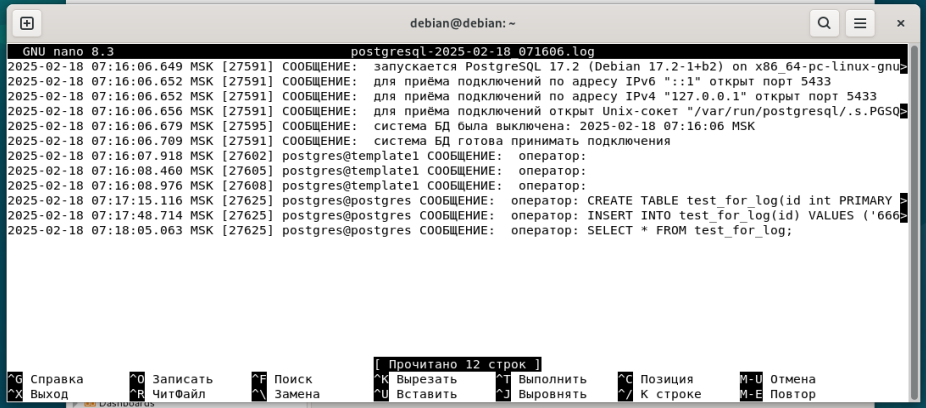 debian@debian: ~
GNU nano 8.3 postgresql-2025-02-18_071606.log
2025-02-18 07:16:06.649 MSK [27591] СООБЩЕНИЕ:  запускается PostgreSQL 17.2 (Debian 17.2-1+b2) on x86_64-pc-linux-gnu>
2025-02-18 07:16:06.652 MSK [27591] СООБЩЕНИЕ:  для приёма подключений по адресу IPv6 "::1" открыт порт 5433
2025-02-18 07:16:06.652 MSK [27591] СООБЩЕНИЕ:  для приёма подключений по адресу IPv4 "127.0.0.1" открыт порт 5433
2025-02-18 07:16:06.656 MSK [27591] СООБЩЕНИЕ:  для приёма подключений открыт Unix-сокет "/var/run/postgresql/.s.PGSQ>
2025-02-18 07:16:06.679 MSK [27595] СООБЩЕНИЕ:  система БД была выключена: 2025-02-18 07:16:06 MSK
2025-02-18 07:16:06.709 MSK [27591] СООБЩЕНИЕ:  система БД готова принимать подключения
2025-02-18 07:16:07.918 MSK [27602] postgres@template1 СООБЩЕНИЕ:  оператор:
2025-02-18 07:16:08.460 MSK [27605] postgres@template1 СООБЩЕНИЕ:  оператор:
2025-02-18 07:16:08.976 MSK [27608] postgres@template1 СООБЩЕНИЕ:  оператор:
2025-02-18 07:17:15.116 MSK [27625] postgres@postgres СООБЩЕНИЕ:  оператор: CREATE TABLE test_for_log(id int PRIMARY >
2025-02-18 07:17:48.714 MSK [27625] postgres@postgres СООБЩЕНИЕ:  оператор: INSERT INTO test_for_log(id) VALUES ('666>
2025-02-18 07:18:05.063 MSK [27625] postgres@postgres СООБЩЕНИЕ:  оператор: SELECT * FROM test_for_log;
[ Прочитано 12 строк ]
^G Справка ^O Записать ^F Поиск ^K Вырезать ^T Выполнить ^C Позиция M-U Отмена
^X Выход ^R ЧитФайл ^\ Замена ^U Вставить ^J Выровнять ^/ К строке M-E Повтор
Dashboards